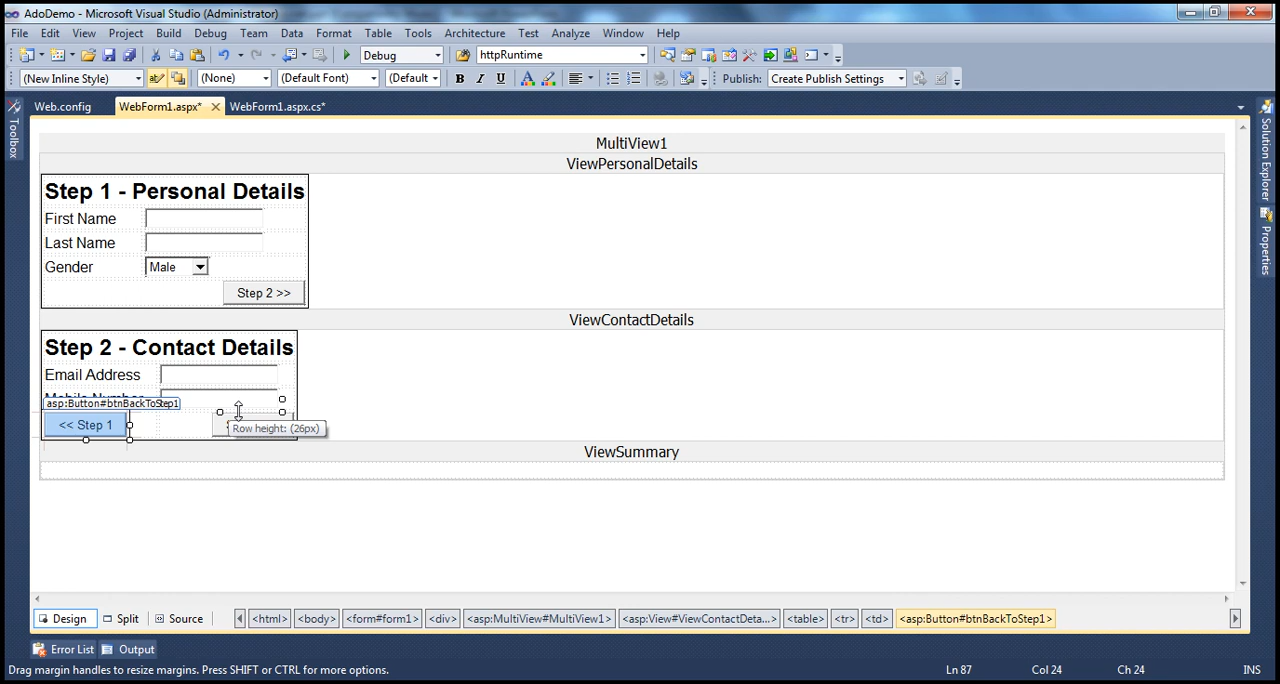 AdoDemo - Microsoft Visual Studio (Administrator)
File Edit View Project Build Debug Team Data Format Table Tools Architecture Test Analyze Window Help
Debug httpRuntime
(New Inline Style) (None) (Default Font) (Default B I U A Publish: Create Publish Settings
Web.config WebForm1.aspx* WebForm1.aspx.cs*
Toolbox
Solution Explorer
Properties
MultiView1
ViewPersonalDetails
Step 1 - Personal Details
First Name
Last Name
Gender Male
Step 2 >>
ViewContactDetails
Step 2 - Contact Details
Email Address
Mobile Number
asp:Button#btnBackToStep1
<< Step 1
Row height: (26px)
ViewSummary
Design Split Source <html> <body> <form#form1> <div> <asp:MultiView#MultiView1> <asp:View#ViewContactDeta...> <table> <tr> <td> <asp:Button#btnBackToStep1>
Error List Output
Drag margin handles to resize margins. Press SHIFT or CTRL for more options. Ln 87 Col 24 Ch 24 INS